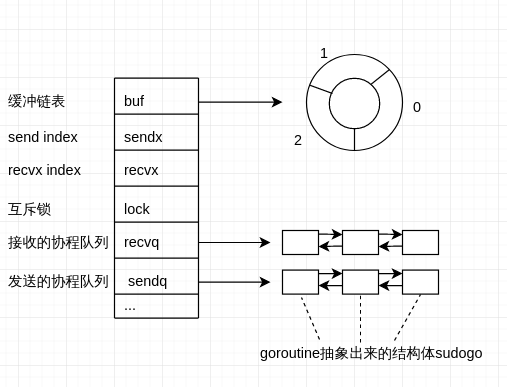 1
0
2
缓冲链表 buf
send index sendx
recvx index recvx
互斥锁 lock
接收的协程队列 recvq
发送的协程队列 sendq
...
goroutine抽象出来的结构体sudogo